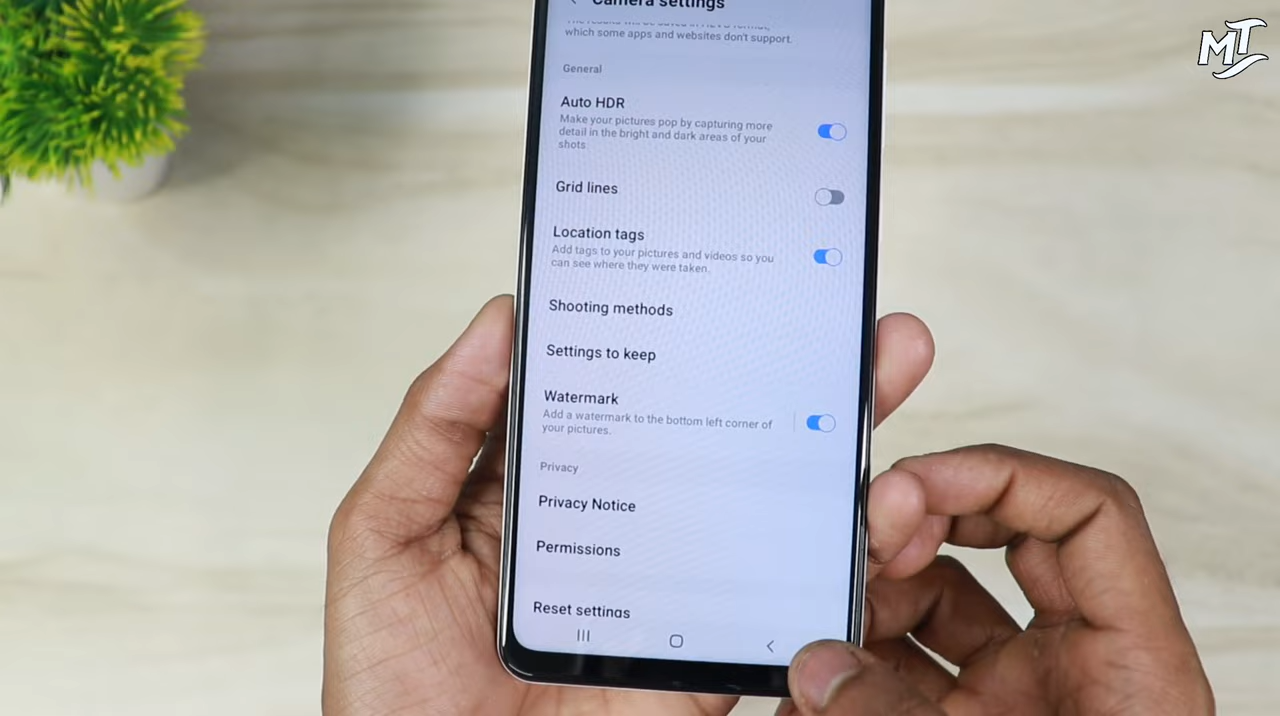 MT
Camera settings
which some apps and websites don't support.
General
Auto HDR
Make your pictures pop by capturing more
detail in the bright and dark areas of your
shots.
Grid lines
Location tags
Add tags to your pictures and videos so you
can see where they were taken.
Shooting methods
Settings to keep
Watermark
Add a watermark to the bottom left corner of
your pictures.
Privacy
Privacy Notice
Permissions
Reset settings